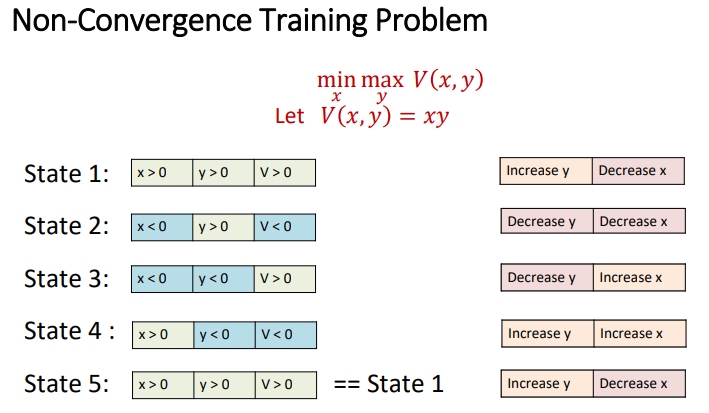 Non-Convergence Training Problem
min max V(x, y)
x y
Let V(x, y) = xy
State 1: x > 0 y > 0 V > 0 Increase y Decrease x
State 2: x < 0 y > 0 V < 0 Decrease y Decrease x
State 3: x < 0 y < 0 V > 0 Decrease y Increase x
State 4 : x > 0 y < 0 V < 0 Increase y Increase x
State 5: x > 0 y > 0 V > 0 == State 1 Increase y Decrease x